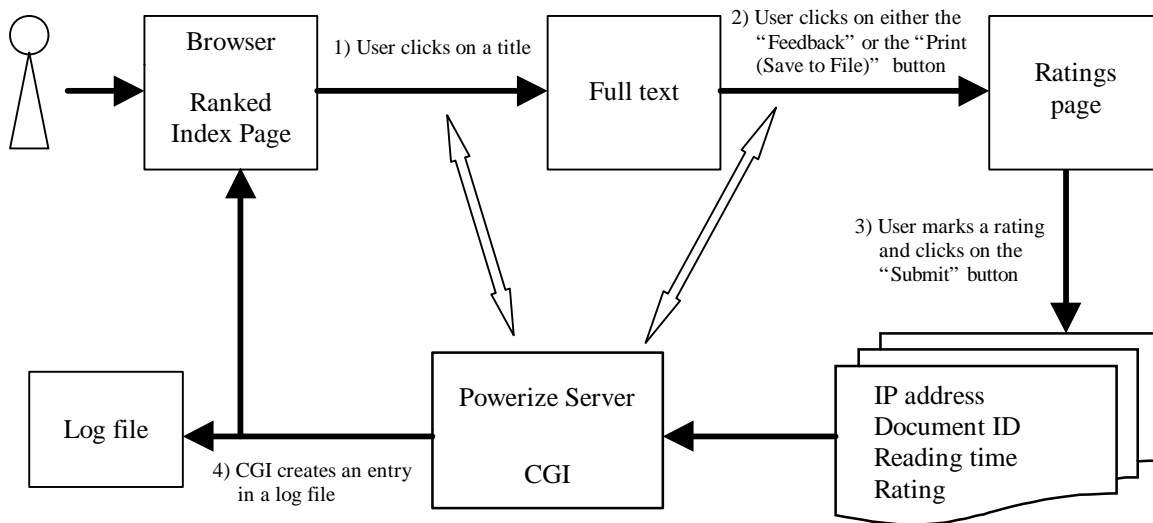 Browser
Ranked
Index Page
1) User clicks on a title
Full text
2) User clicks on either the
“Feedback” or the “Print
(Save to File)” button
Ratings
page
3) User marks a rating
and clicks on the
“Submit” button
IP address
Document ID
Reading time
Rating
Powerize Server
CGI
4) CGI creates an entry
in a log file
Log file